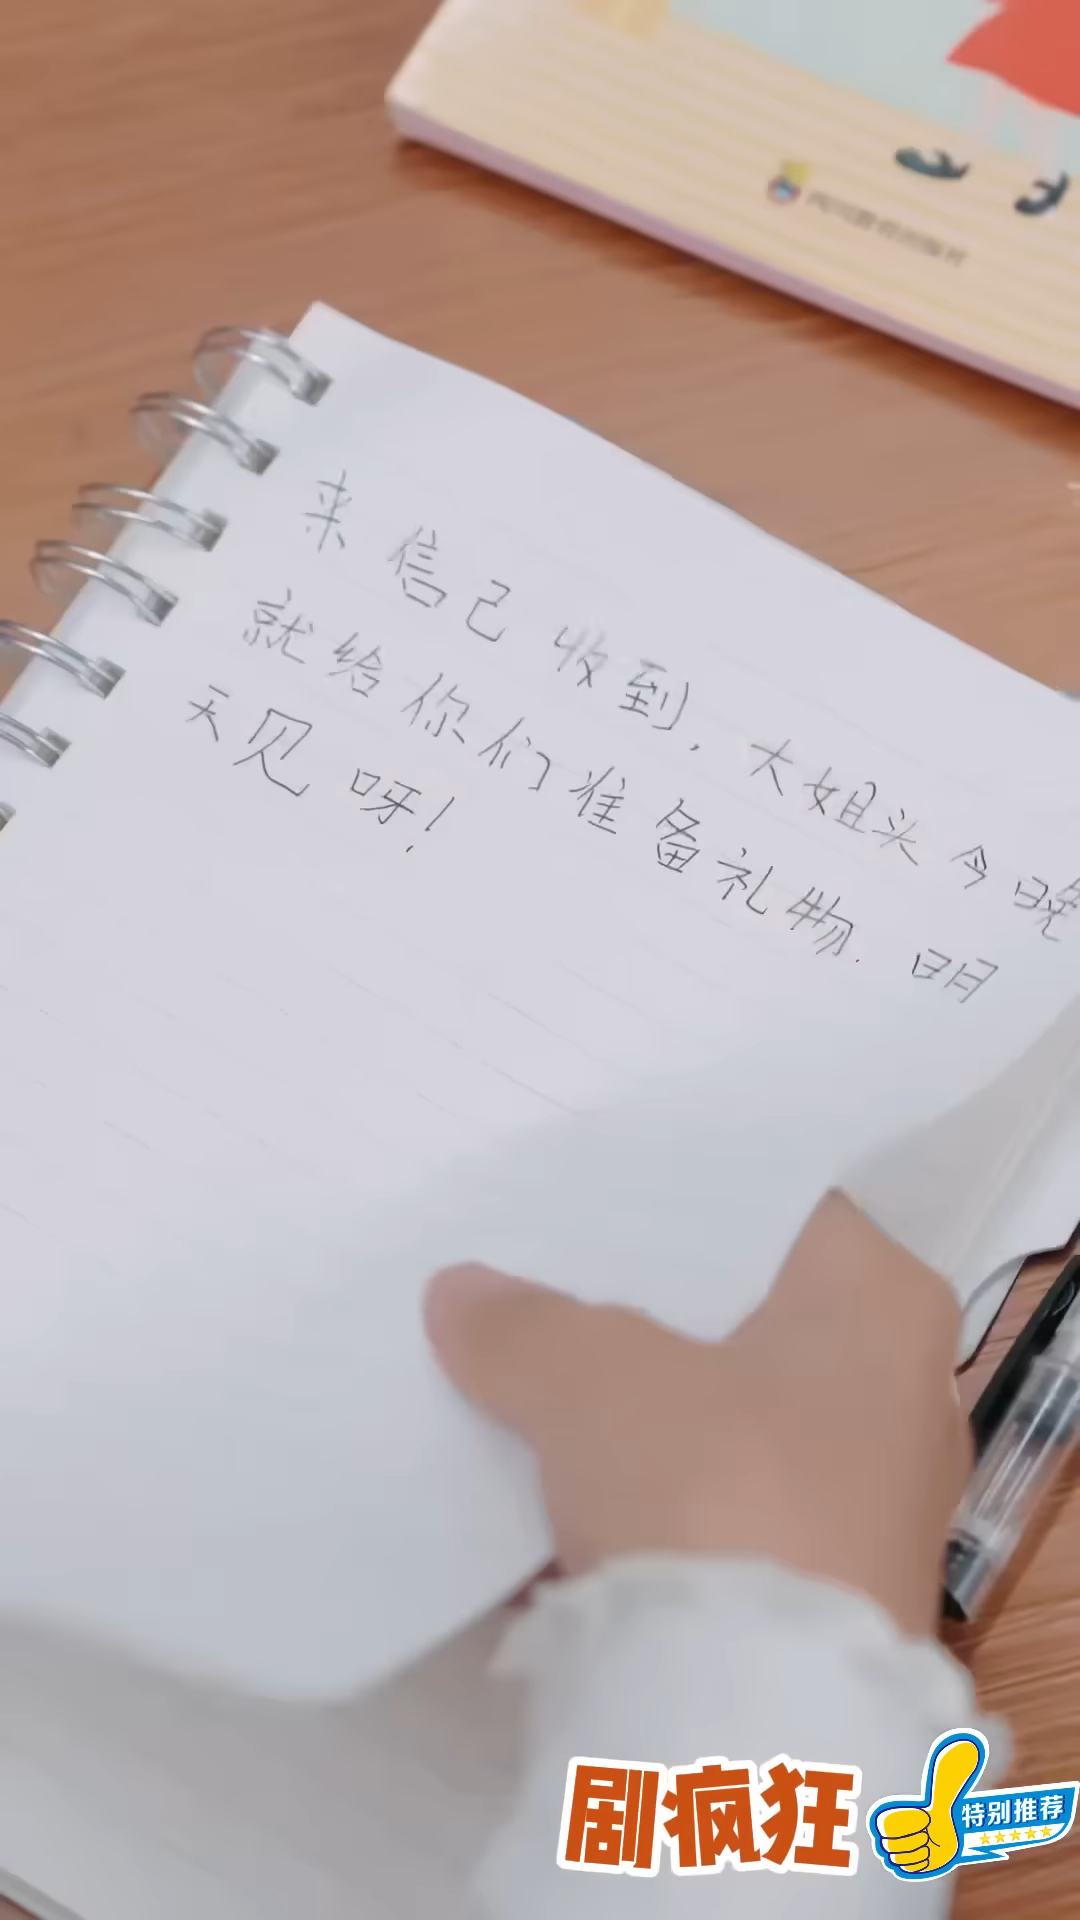 来信已收到，大姐头今晚
就给你们准备礼物．明
天见呀！
剧疯狂
特别推荐